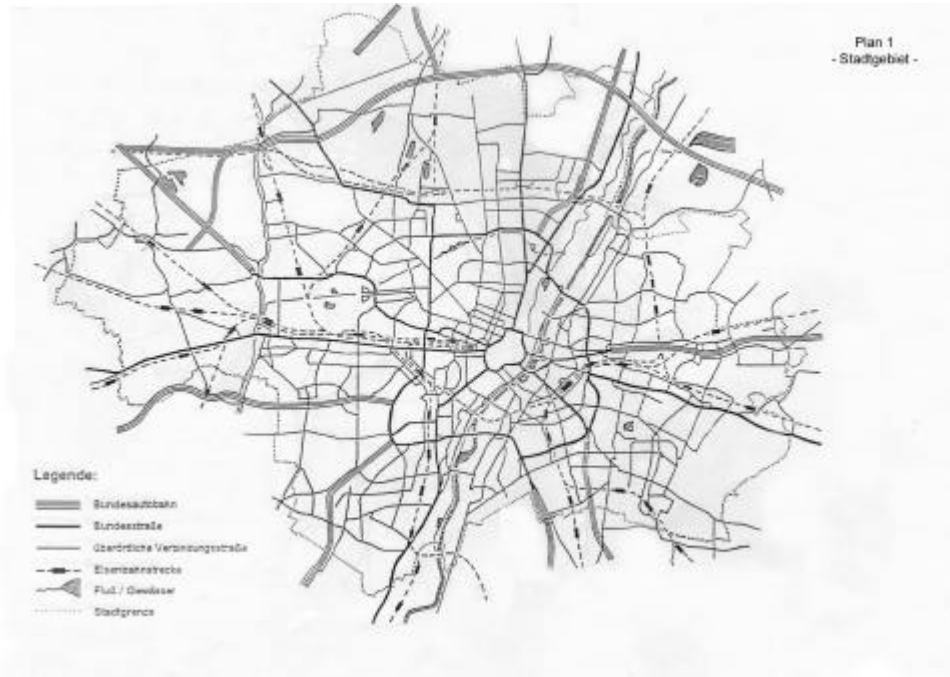 Plan 1
- Stadtgebiet -
Legende:
Bundesautobahn
Bundesstraße
überörtliche Verbindungsstraße
Eisenbahnstrecke
Fluß / Gewässer
Stadtgrenze